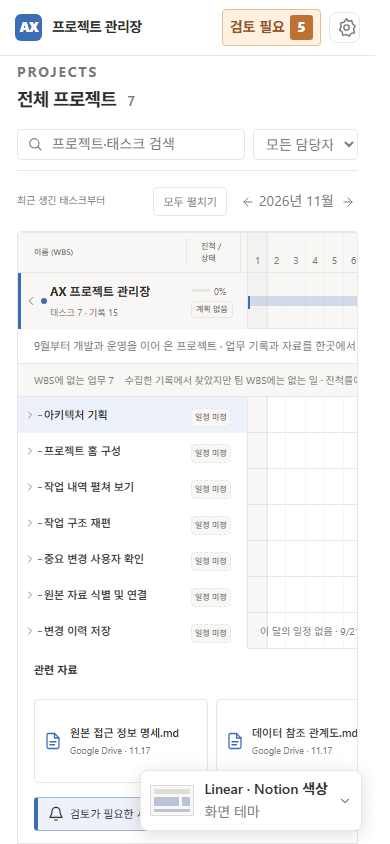 AX 프로젝트 관리장 검토 필요 5
PROJECTS
전체 프로젝트 7
프로젝트·태스크 검색 모든 담당자
최근 생긴 태스크부터 모두 펼치기 ← 2026년 11월 →
이름 (WBS) 진척 / 상태 1 2 3 4 5 6
AX 프로젝트 관리장 0%
태스크 7 · 기록 15 계획 없음
9월부터 개발과 운영을 이어 온 프로젝트 · 업무 기록과 자료를 한곳에서
WBS에 없는 업무 7 수집한 기록에서 찾았지만 팀 WBS에는 없는 일 · 진척률에
–아키텍처 기획 일정 미정
–프로젝트 홈 구성 일정 미정
–작업 내역 펼쳐 보기 일정 미정
–작업 구조 재편 일정 미정
–중요 변경 사용자 확인 일정 미정
–원본 자료 식별 및 연결 일정 미정
–변경 이력 저장 일정 미정 이 달의 일정 없음 · 9/2
관련 자료
원본 접근 정보 명세.md 데이터 참조 관계도.md
Google Drive · 11.17 Google Drive · 11.17
검토가 필요한
Linear · Notion 색상
화면 테마